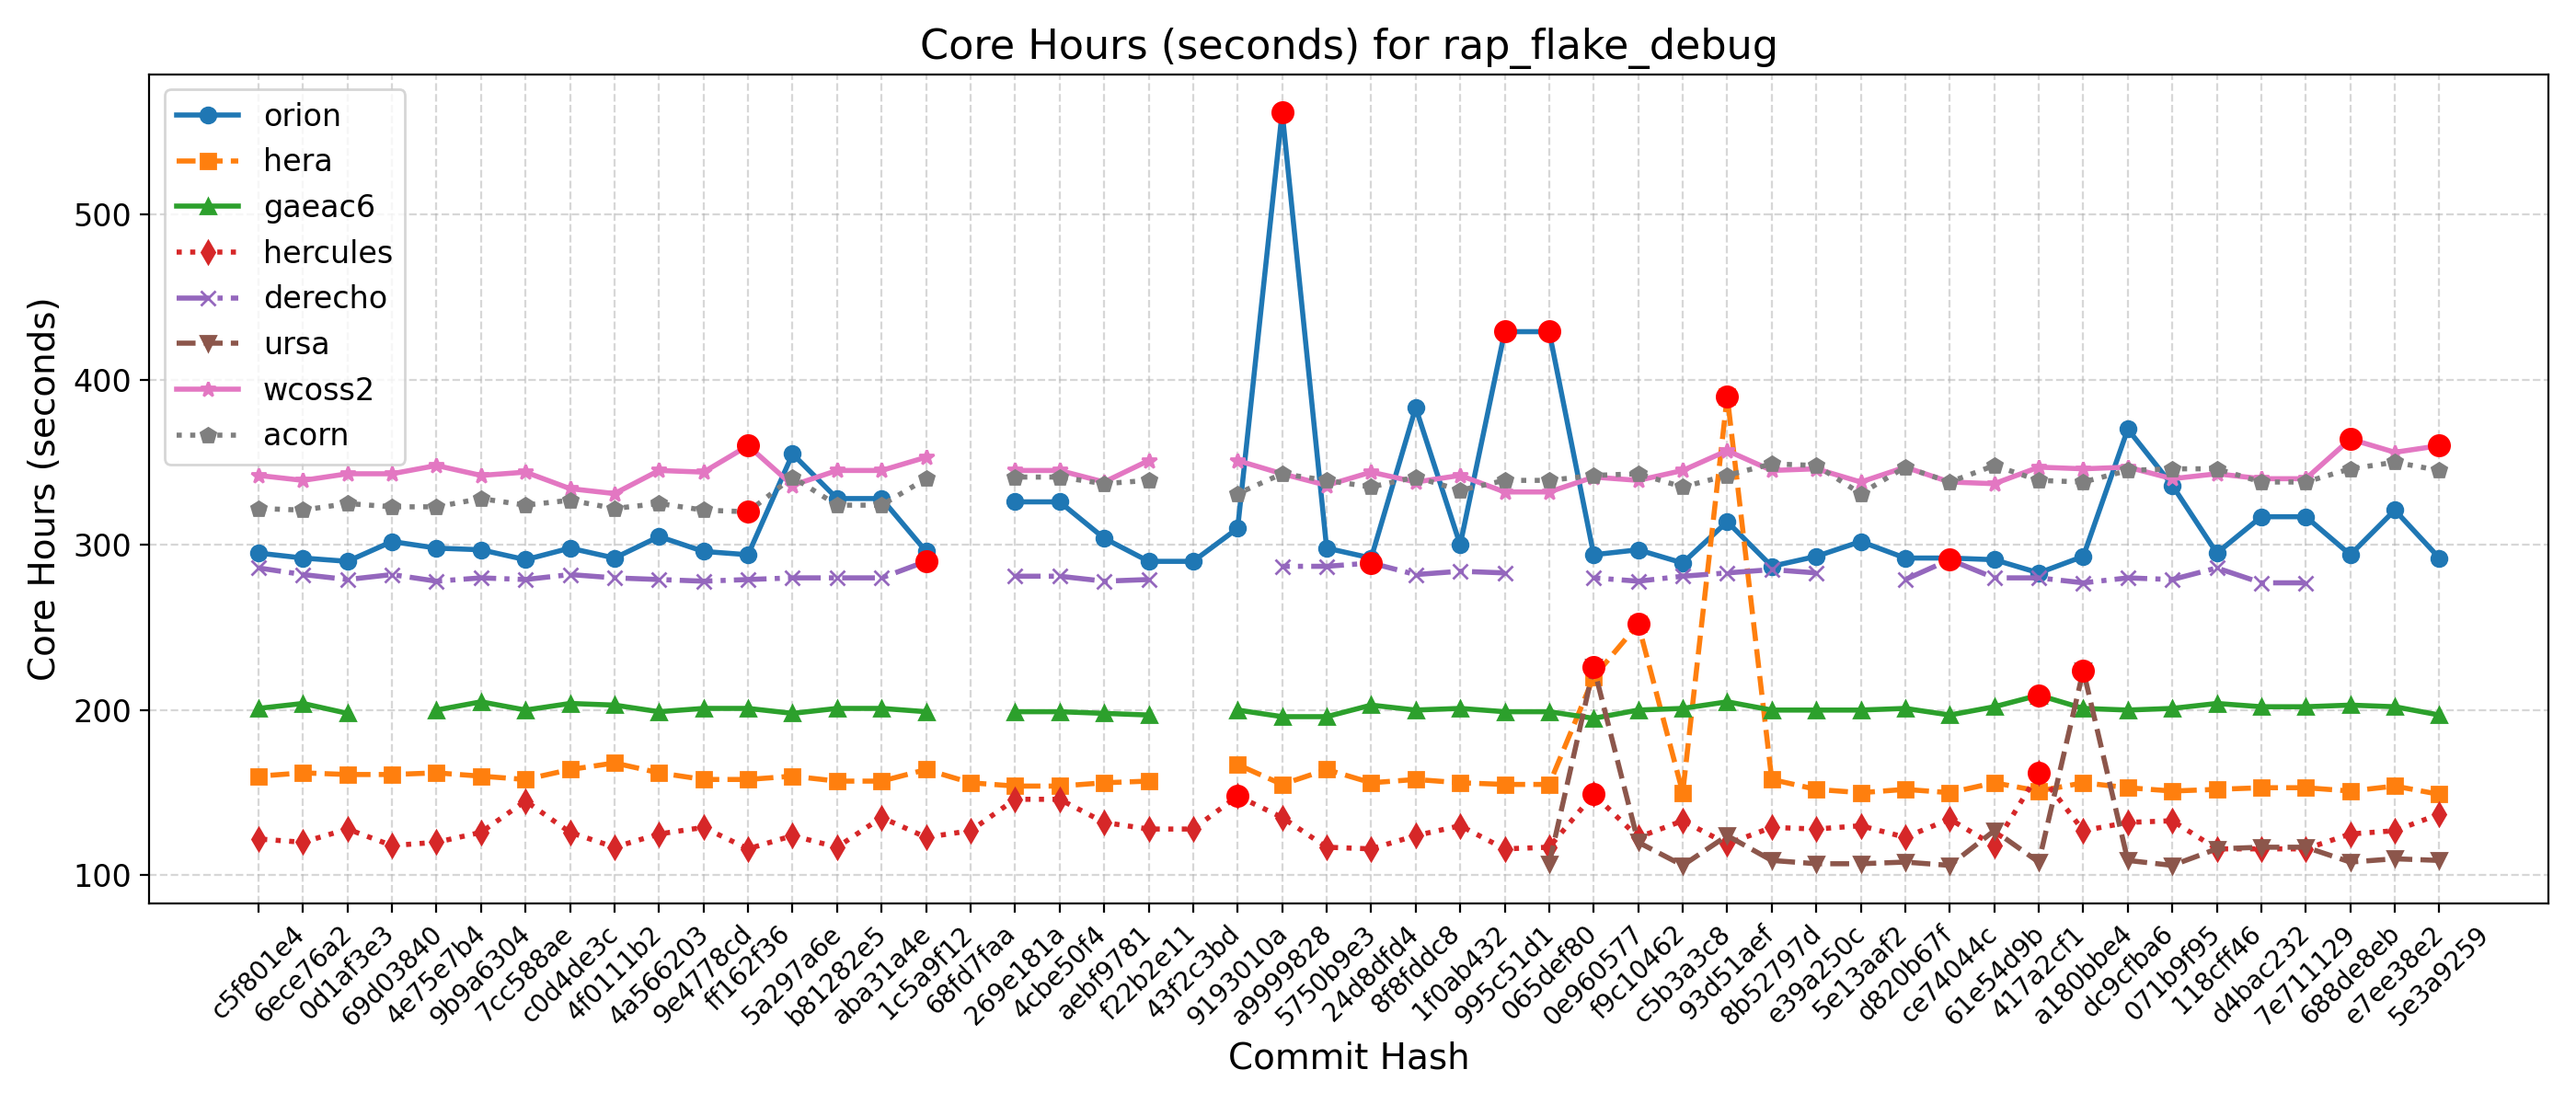 Core Hours (seconds) for rap_flake_debug
orion
hera
gaeac6
hercules
derecho
ursa
wcoss2
acorn
Core Hours (seconds)
500
400
300
200
100
c5f801e4
6ece76a2
0d1af3e3
69d03840
4e75e7b4
9b9a6304
7cc588ae
c0d4de3c
4f0111b2
4a566203
9e4778cd
ff162f36
5a297a6e
b81282e5
aba31a4e
1c5a9f12
68fd7faa
269e181a
4cbe50f4
aebf9781
f22b2e11
43f2c3bd
9193010a
a9999828
5750b9e3
24d8dfd4
8f8fddc8
1f0ab432
995c51d1
065def80
0e960577
f9c10462
c5b3a3c8
93d51aef
8b52797d
e39a250c
5e13aaf2
d820b67f
ce74044c
61e54d9b
417a2cf1
a180bbe4
dc9cfba6
071b9f95
118cff46
d4bac232
7e711129
688de8eb
e7ee38e2
5e3a9259
Commit Hash